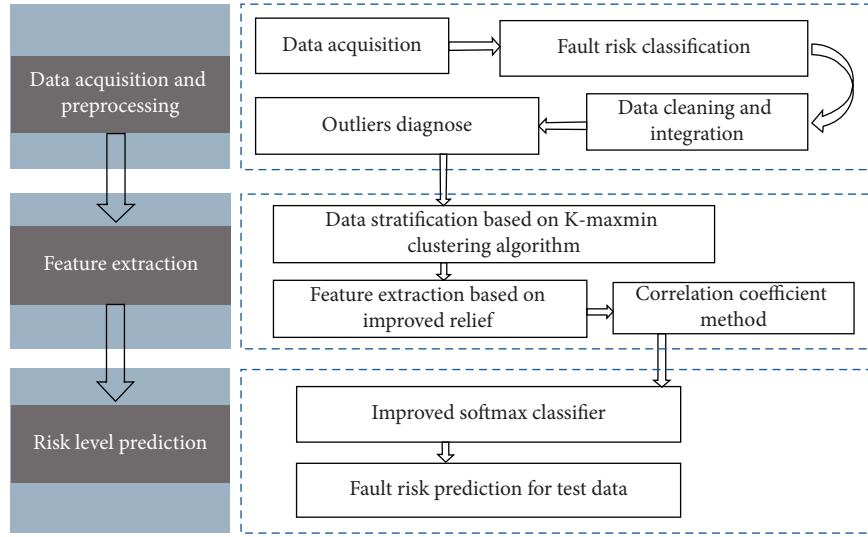 Data acquisition and
preprocessing
Data acquisition
Fault risk classification
Data cleaning and
integration
Outliers diagnose
Feature extraction
Data stratification based on K-maxmin
clustering algorithm
Feature extraction based on
improved relief
Correlation coefficient
method
Risk level prediction
Improved softmax classifier
Fault risk prediction for test data